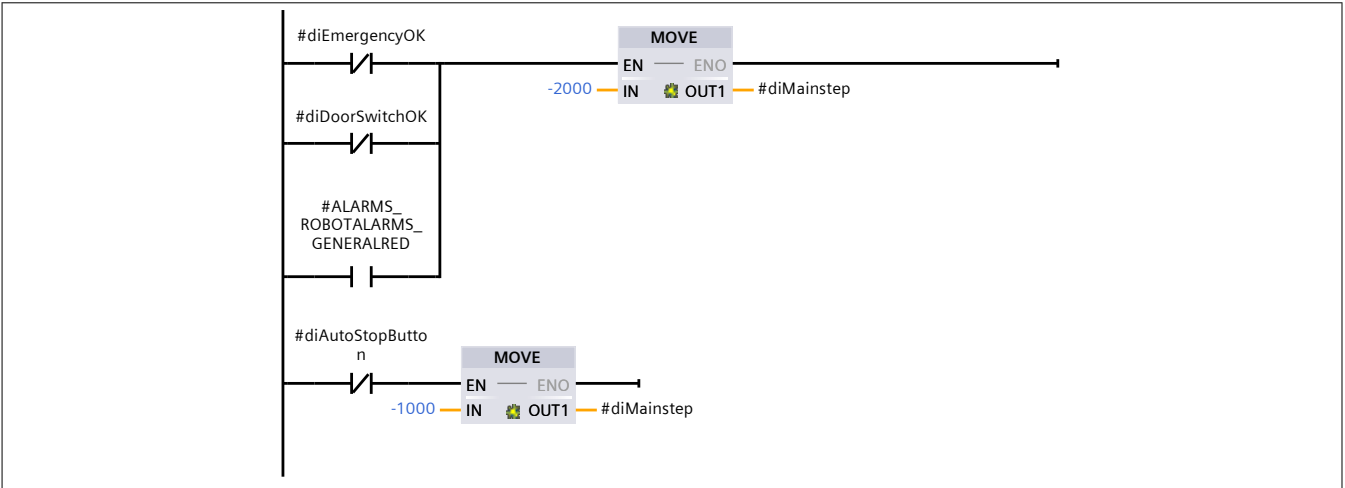 #diEmergencyOK
MOVE
EN
ENO
-2000
IN
OUT1
#diMainstep
#diDoorSwitchOK
#ALARMS_
ROBOTALARMS_
GENERALRED
#diAutoStopButto
n
MOVE
EN
ENO
-1000
IN
OUT1
#diMainstep